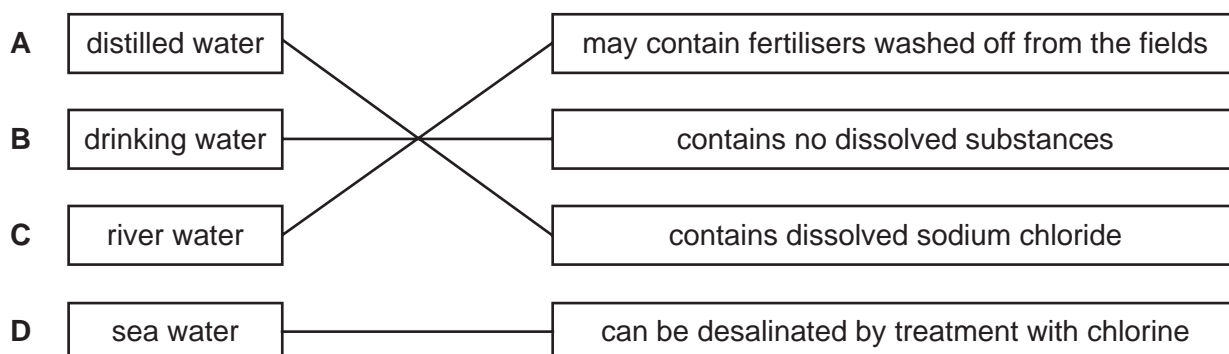 A distilled water may contain fertilisers washed off from the fields
B drinking water contains no dissolved substances
C river water contains dissolved sodium chloride
D sea water can be desalinated by treatment with chlorine